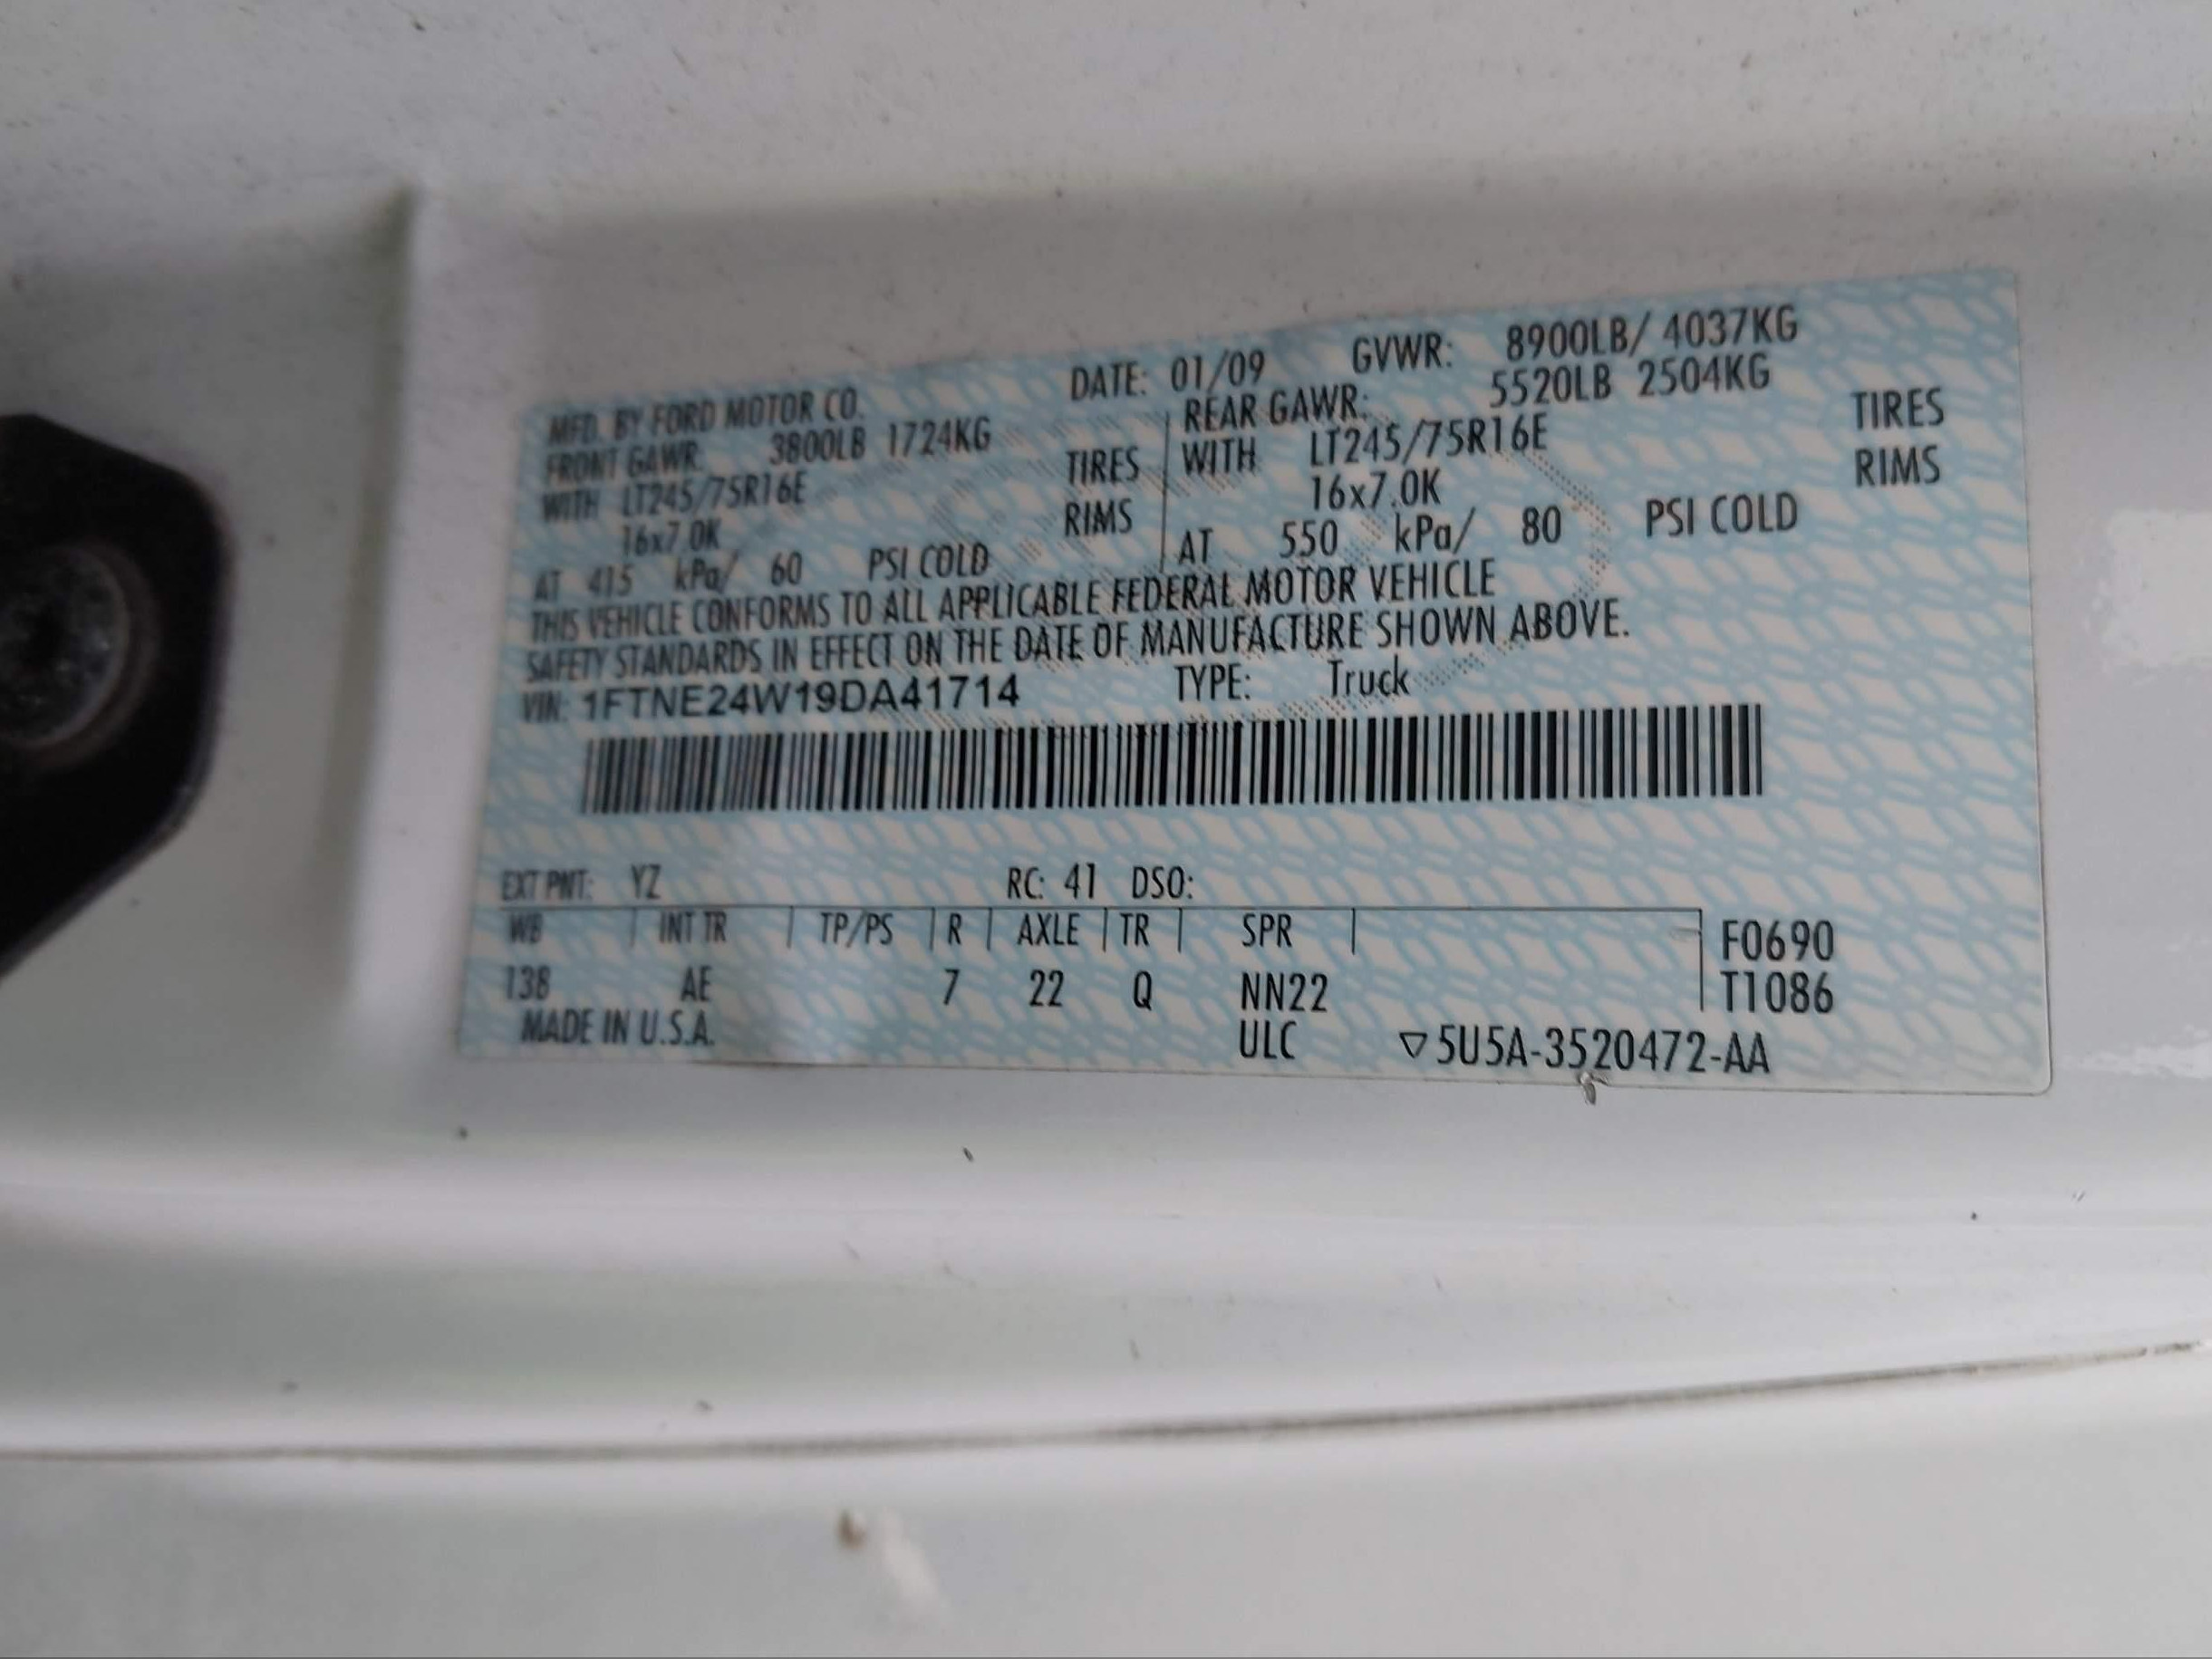 MFD. BY FORD MOTOR CO. DATE: 01/09 GVWR: 8900LB/ 4037KG
FRONT GAWR: 3800LB 1724KG REAR GAWR: 5520LB 2504KG
WITH LT245/75R16E TIRES WITH LT245/75R16E TIRES
16x7.0K RIMS 16x7.0K RIMS
AT 415 kPa/ 60 PSI COLD AT 550 kPa/ 80 PSI COLD
THIS VEHICLE CONFORMS TO ALL APPLICABLE FEDERAL MOTOR VEHICLE
SAFETY STANDARDS IN EFFECT ON THE DATE OF MANUFACTURE SHOWN ABOVE.
VIN: 1FTNE24W19DA41714 TYPE: Truck
EXT PNT: YZ RC: 41 DSO:
WB INT TR TP/PS R AXLE TR SPR F0690
138 AE 7 22 Q NN22 T1086
MADE IN U.S.A. ULC ▽5U5A-3520472-AA